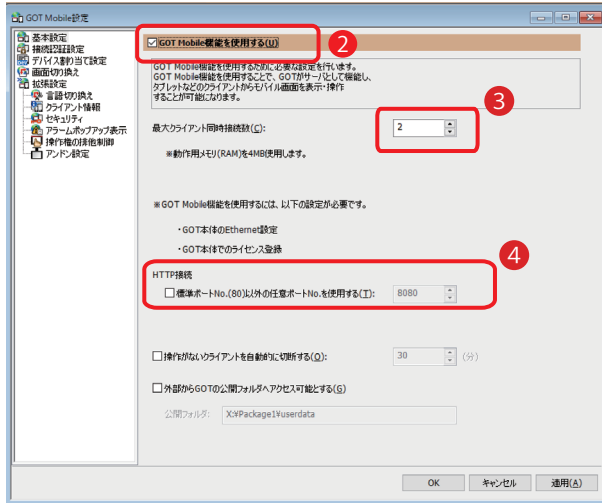 GOT Mobile設定
基本設定
接続認証設定
デバイス割り当て設定
画面切り換え
拡張設定
言語切り換え
クライアント情報
セキュリティ
アラームポップアップ表示
操作権の排他制御
アンドン設定
GOT Mobile機能を使用する(U)
2
GOT Mobile機能を使用するために必要な設定を行います。
GOT Mobile機能を使用することで、GOTがサーバとして機能し、
タブレットなどのクライアントからモバイル画面を表示・操作
することが可能になります。
3
最大クライアント同時接続数(C):
2
※動作用メモリ(RAM)を4MB使用します。
※GOT Mobile機能を使用するには、以下の設定が必要です。
・GOT本体のEthernet設定
・GOT本体でのライセンス登録
4
HTTP接続
標準ポートNo.(80)以外の任意ポートNo.を使用する(T):
8080
操作がないクライアントを自動的に切断する(O):
30
(分)
外部からGOTの公開フォルダへアクセス可能とする(G)
公開フォルダ:
X:¥Package1¥userdata
OK
キャンセル
適用(A)